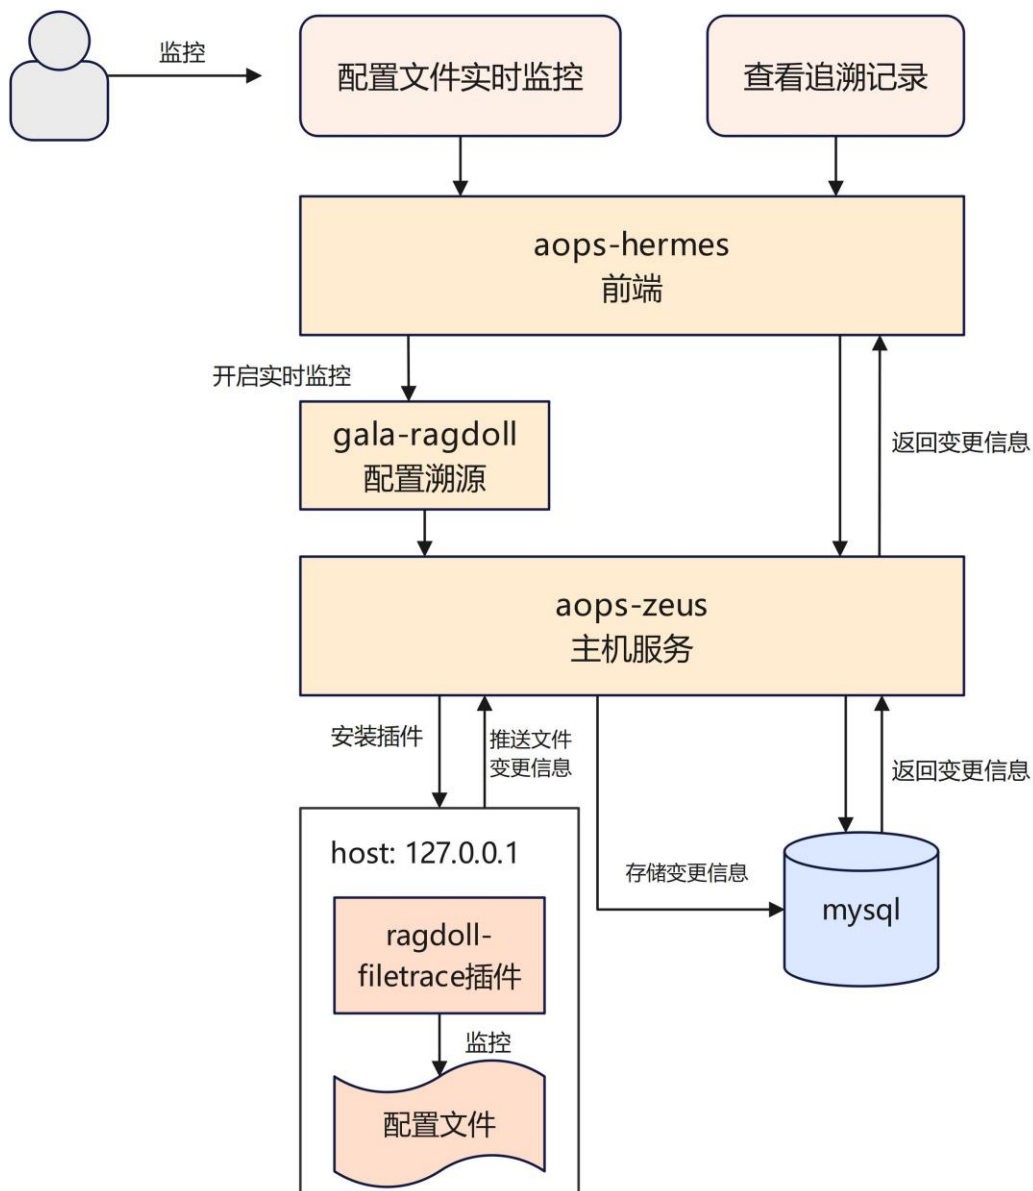 监控
配置文件实时监控
查看追溯记录
aops-hermes
前端
开启实时监控
返回变更信息
gala-ragdoll
配置溯源
aops-zeus
主机服务
安装插件
推送文件
变更信息
返回变更信息
host: 127.0.0.1
存储变更信息
mysql
ragdoll-
filetrace插件
监控
配置文件